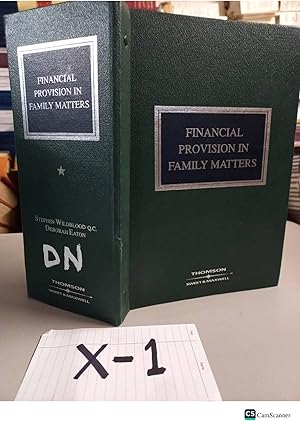 FINANCIAL
PROVISION IN
FAMILY MATTERS
★
STEPHEN WILDBLOOD Q.C.
DEBORAH EATON
DN
THOMSON
SWEET & MAXWELL
FINANCIAL
PROVISION IN
FAMILY MATTERS
THOMSON
SWEET & MAXWELL
X-1
CS CamScanner